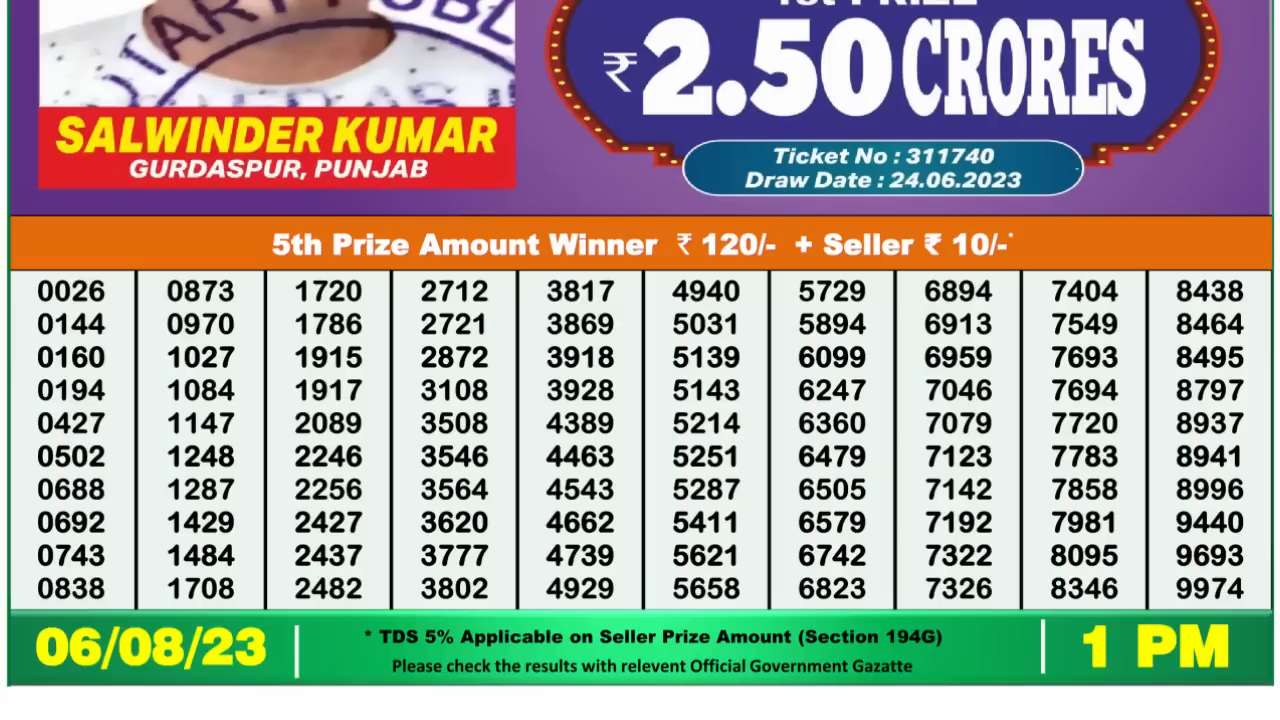 1st PRIZE
₹ 2.50 CRORES
SALWINDER KUMAR
GURDASPUR, PUNJAB
Ticket No : 311740
Draw Date : 24.06.2023
5th Prize Amount Winner ₹ 120/- + Seller ₹ 10/-*
0026 0873 1720 2712 3817 4940 5729 6894 7404 8438
0144 0970 1786 2721 3869 5031 5894 6913 7549 8464
0160 1027 1915 2872 3918 5139 6099 6959 7693 8495
0194 1084 1917 3108 3928 5143 6247 7046 7694 8797
0427 1147 2089 3508 4389 5214 6360 7079 7720 8937
0502 1248 2246 3546 4463 5251 6479 7123 7783 8941
0688 1287 2256 3564 4543 5287 6505 7142 7858 8996
0692 1429 2427 3620 4662 5411 6579 7192 7981 9440
0743 1484 2437 3777 4739 5621 6742 7322 8095 9693
0838 1708 2482 3802 4929 5658 6823 7326 8346 9974
06/08/23
* TDS 5% Applicable on Seller Prize Amount (Section 194G)
Please check the results with relevent Official Government Gazatte
1 PM